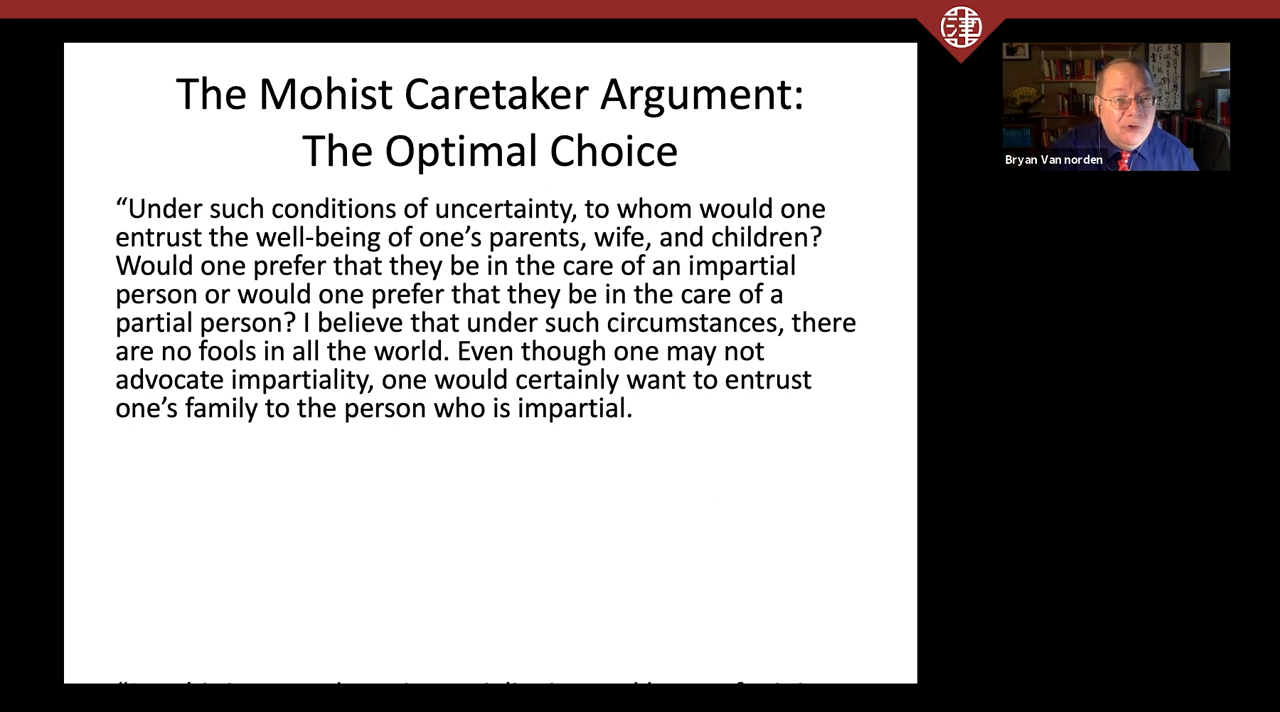 The Mohist Caretaker Argument:
The Optimal Choice
“Under such conditions of uncertainty, to whom would one
entrust the well-being of one’s parents, wife, and children?
Would one prefer that they be in the care of an impartial
person or would one prefer that they be in the care of a
partial person? I believe that under such circumstances, there
are no fools in all the world. Even though one may not
advocate impartiality, one would certainly want to entrust
one’s family to the person who is impartial.
Bryan Van norden